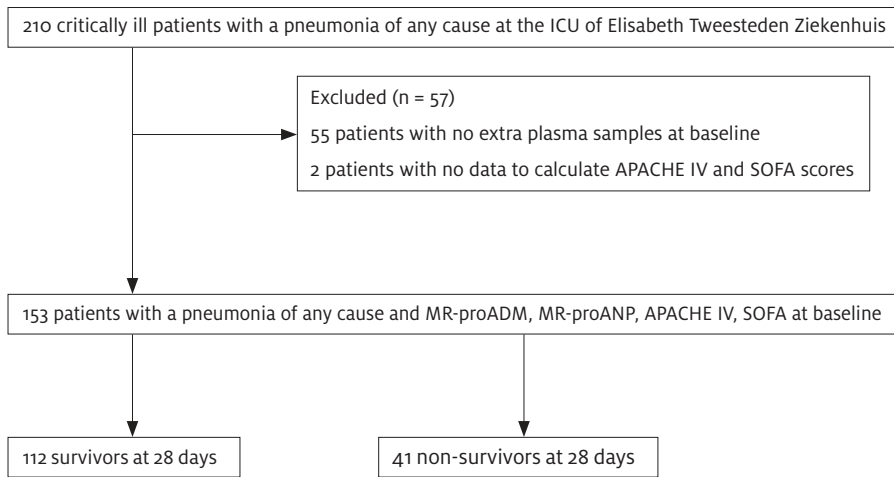 210 critically ill patients with a pneumonia of any cause at the ICU of Elisabeth Tweesteden Ziekenhuis
Excluded (n = 57)
55 patients with no extra plasma samples at baseline
2 patients with no data to calculate APACHE IV and SOFA scores
153 patients with a pneumonia of any cause and MR-proADM, MR-proANP, APACHE IV, SOFA at baseline
112 survivors at 28 days
41 non-survivors at 28 days